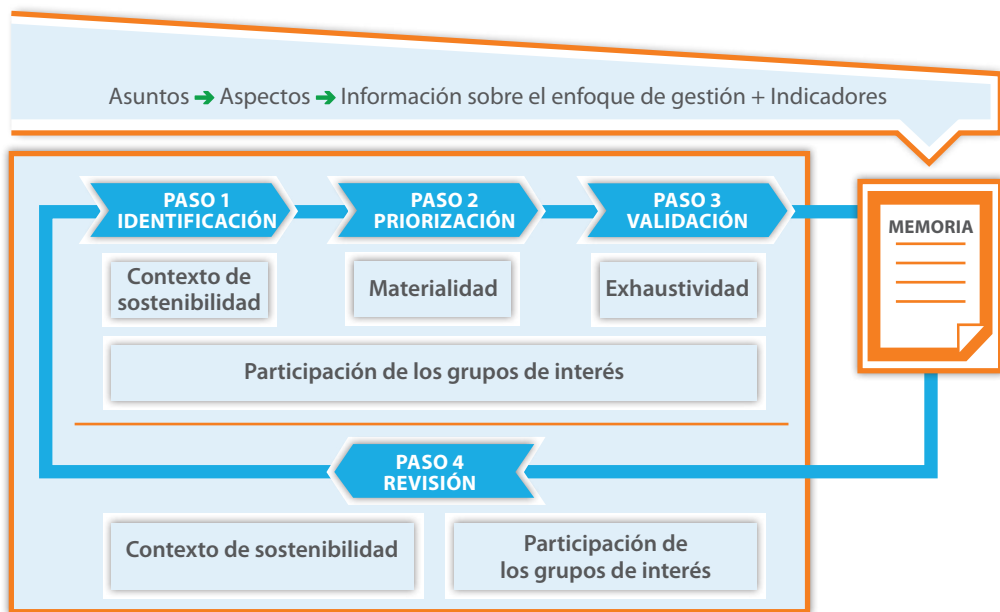 Asuntos ➔ Aspectos ➔ Información sobre el enfoque de gestión + Indicadores
PASO 1
IDENTIFICACIÓN
PASO 2
PRIORIZACIÓN
PASO 3
VALIDACIÓN
MEMORIA
Contexto de
sostenibilidad
Materialidad
Exhaustividad
Participación de los grupos de interés
PASO 4
REVISIÓN
Contexto de sostenibilidad
Participación de
los grupos de interés